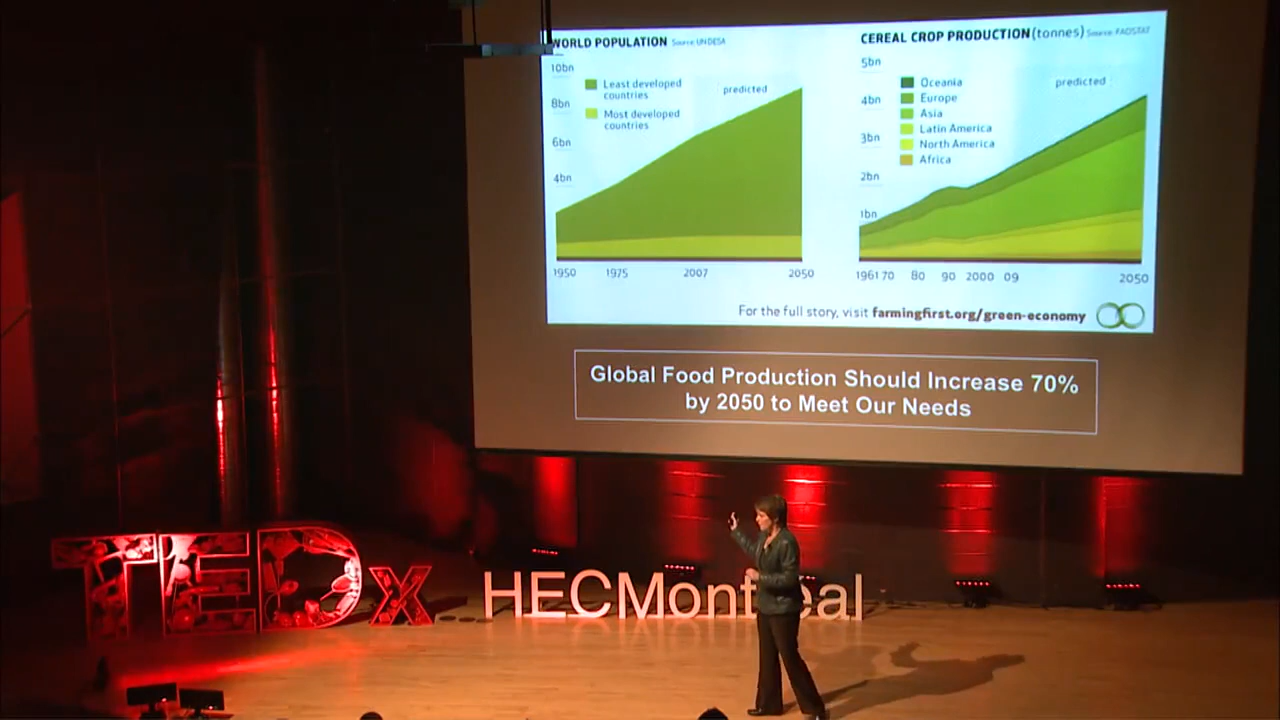 WORLD POPULATION Source: UNDESA
10bn
8bn
6bn
4bn
Least developed
countries
Most developed
countries
predicted
1950 1975 2007 2050
CEREAL CROP PRODUCTION (tonnes) Source: FAOSTAT
5bn
4bn
3bn
2bn
1bn
Oceania
Europe
Asia
Latin America
North America
Africa
predicted
1961 70 80 90 2000 09 2050
For the full story, visit farmingfirst.org/green-economy
Global Food Production Should Increase 70%
by 2050 to Meet Our Needs
TEDx HECMontreal